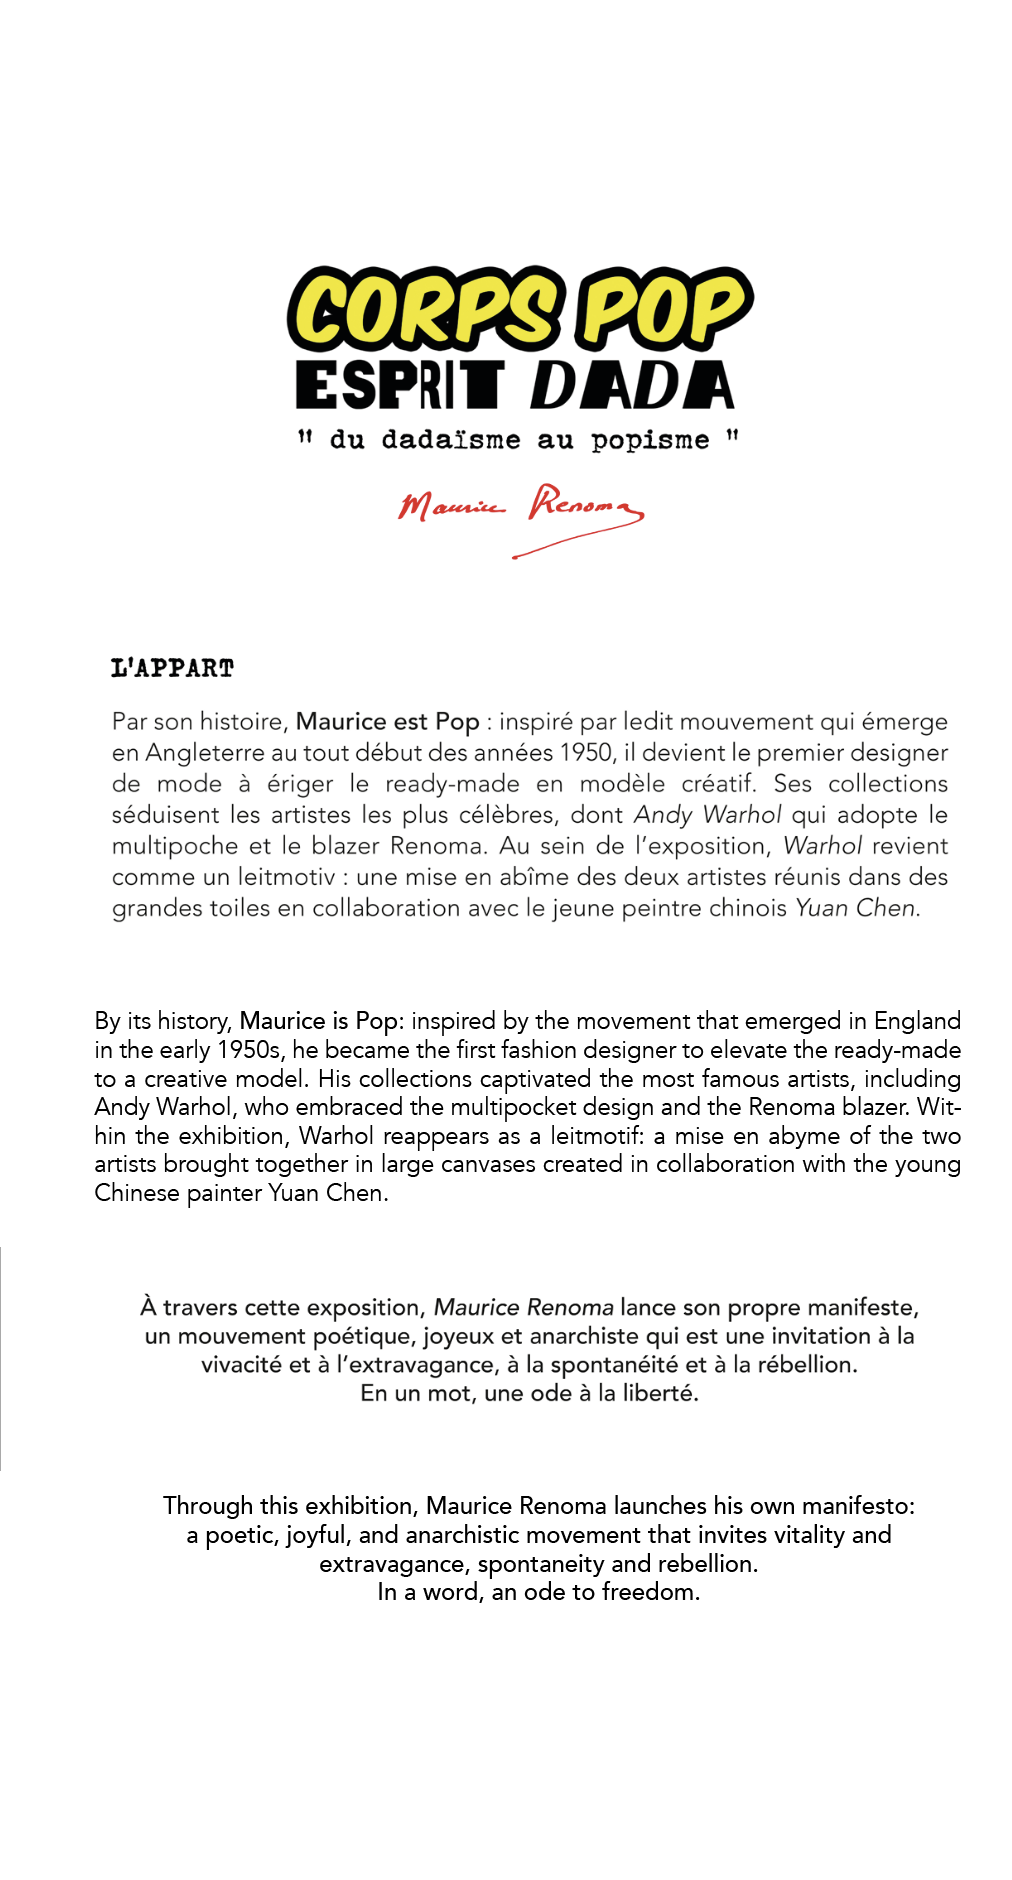 CORPS POP
ESPRIT DADA
" du dadaïsme au popisme "
Maurice Renoma
L'APPART
Par son histoire, Maurice est Pop : inspiré par ledit mouvement qui émerge
en Angleterre au tout début des années 1950, il devient le premier designer
de mode à ériger le ready-made en modèle créatif. Ses collections
séduisent les artistes les plus célèbres, dont Andy Warhol qui adopte le
multipoche et le blazer Renoma. Au sein de l'exposition, Warhol revient
comme un leitmotiv : une mise en abîme des deux artistes réunis dans des
grandes toiles en collaboration avec le jeune peintre chinois Yuan Chen.
By its history, Maurice is Pop: inspired by the movement that emerged in England
in the early 1950s, he became the first fashion designer to elevate the ready-made
to a creative model. His collections captivated the most famous artists, including
Andy Warhol, who embraced the multipocket design and the Renoma blazer. Wit-
hin the exhibition, Warhol reappears as a leitmotif: a mise en abyme of the two
artists brought together in large canvases created in collaboration with the young
Chinese painter Yuan Chen.
À travers cette exposition, Maurice Renoma lance son propre manifeste,
un mouvement poétique, joyeux et anarchiste qui est une invitation à la
vivacité et à l'extravagance, à la spontanéité et à la rébellion.
En un mot, une ode à la liberté.
Through this exhibition, Maurice Renoma launches his own manifesto:
a poetic, joyful, and anarchistic movement that invites vitality and
extravagance, spontaneity and rebellion.
In a word, an ode to freedom.